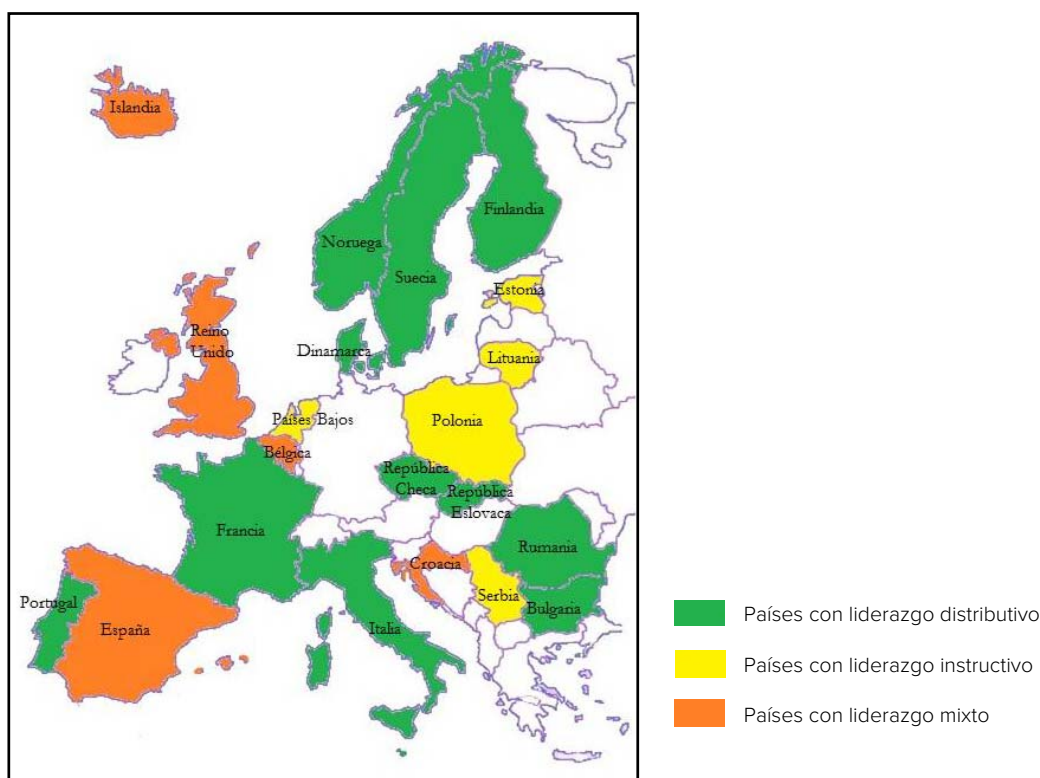 Islandia
Finlandia
Noruega
Suecia
Estonia
Reino
Unido
Dinamarca
Lituania
Países Bajos
Polonia
Bélgica
República
Checa
República
Eslovaca
Francia
Rumania
Croacia
Serbia
Portugal
Bulgaria
España
Italia
Países con liderazgo distributivo
Países con liderazgo instructivo
Países con liderazgo mixto